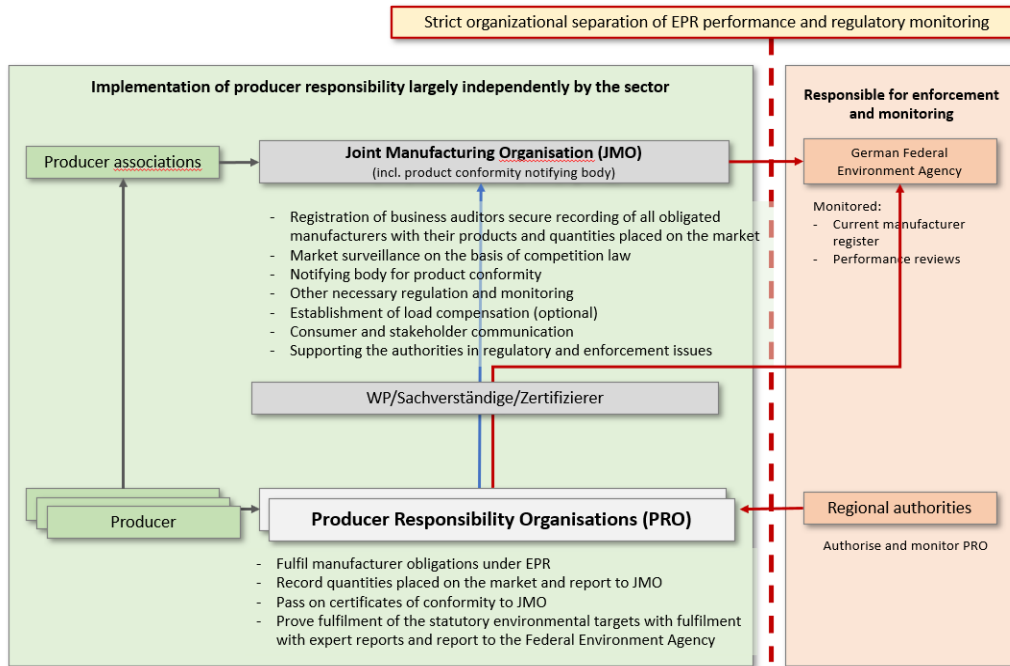 Strict organizational separation of EPR performance and regulatory monitoring
Implementation of producer responsibility largely independently by the sector
Responsible for enforcement
and monitoring
Producer associations
Joint Manufacturing Organisation (JMO)
(incl. product conformity notifying body)
German Federal
Environment Agency
- Registration of business auditors secure recording of all obligated
manufacturers with their products and quantities placed on the market
- Market surveillance on the basis of competition law
- Notifying body for product conformity
- Other necessary regulation and monitoring
- Establishment of load compensation (optional)
- Consumer and stakeholder communication
- Supporting the authorities in regulatory and enforcement issues
Monitored:
- Current manufacturer
register
- Performance reviews
WP/Sachverständige/Zertifizierer
Producer
Producer Responsibility Organisations (PRO)
Regional authorities
Authorise and monitor PRO
- Fulfil manufacturer obligations under EPR
- Record quantities placed on the market and report to JMO
- Pass on certificates of conformity to JMO
- Prove fulfilment of the statutory environmental targets with fulfilment
with expert reports and report to the Federal Environment Agency